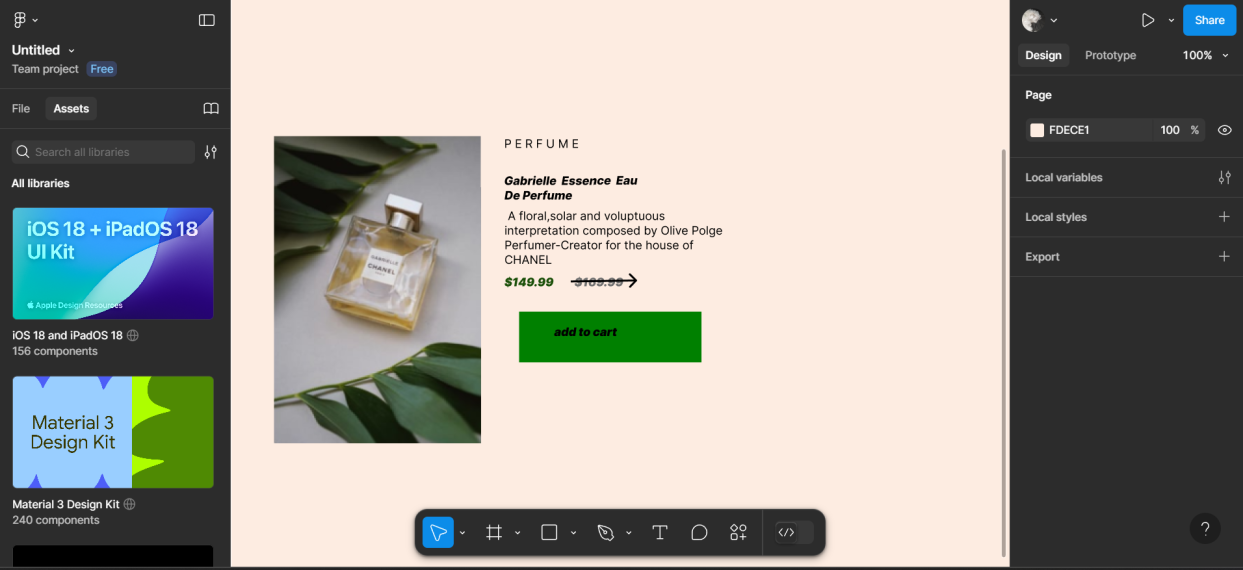 Untitled
Team project Free
File Assets
Search all libraries
All libraries
iOS 18 + iPadOS 18
UI Kit
Apple Design Resources
iOS 18 and iPadOS 18
156 components
Material 3
Design Kit
Material 3 Design Kit
240 components
PERFUME
Gabrielle Essence Eau
De Perfume
A floral,solar and voluptuous
interpretation composed by Olive Polge
Perfumer-Creator for the house of
CHANEL
$149.99 $169.99
add to cart
GABRIELLE
CHANEL
Share
Design Prototype 100%
Page
FDECE1 100 %
Local variables
Local styles
Export
?